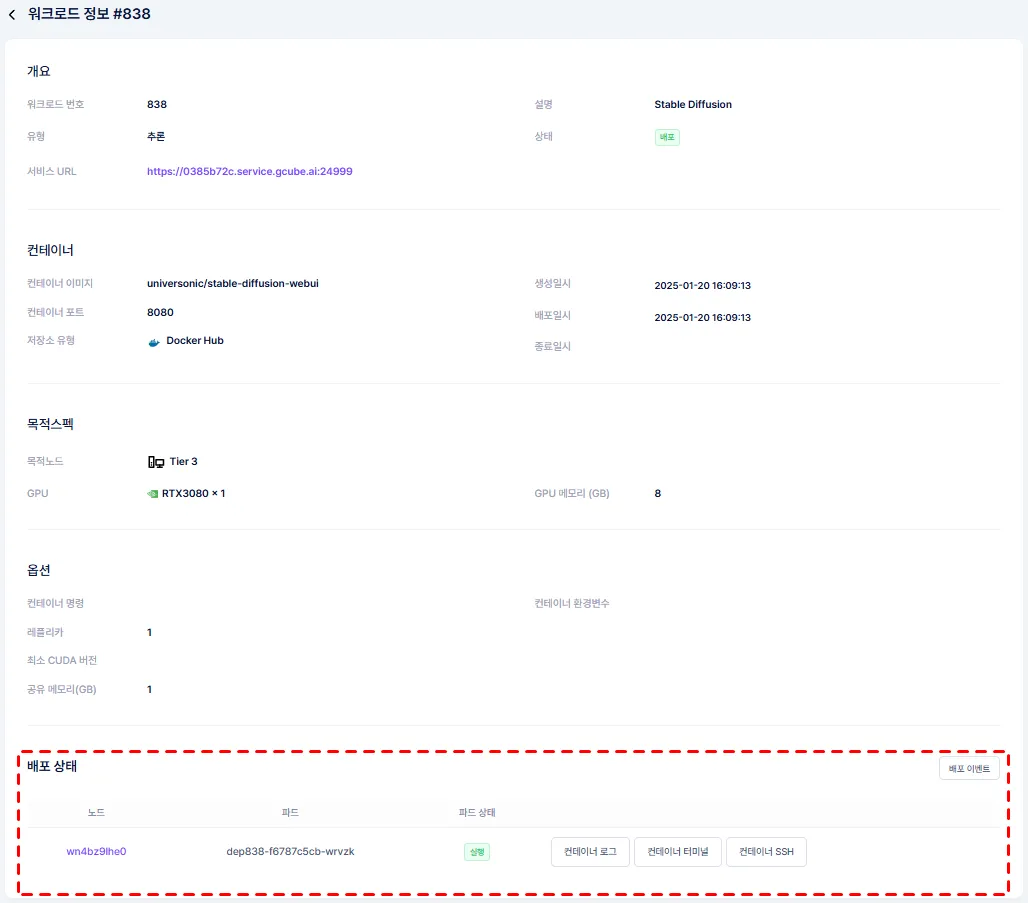 워크로드 정보 #838
개요
워크로드 번호 838 설명 Stable Diffusion
유형 추론 상태 배포
서비스 URL https://0385b72c.service.gcube.ai:24999
컨테이너
컨테이너 이미지 universonic/stable-diffusion-webui 생성일시 2025-01-20 16:09:13
컨테이너 포트 8080 배포일시 2025-01-20 16:09:13
저장소 유형 Docker Hub 종료일시
목적스펙
목적노드 Tier 3
GPU RTX3080 × 1 GPU 메모리 (GB) 8
옵션
컨테이너 명령 컨테이너 환경변수
레플리카 1
최소 CUDA 버전
공유 메모리(GB) 1
배포 상태 배포 이벤트
노드 파드 파드 상태
wn4bz9lhe0 dep838-f6787c5cb-wrvzk 실행 컨테이너 로그 컨테이너 터미널 컨테이너 SSH